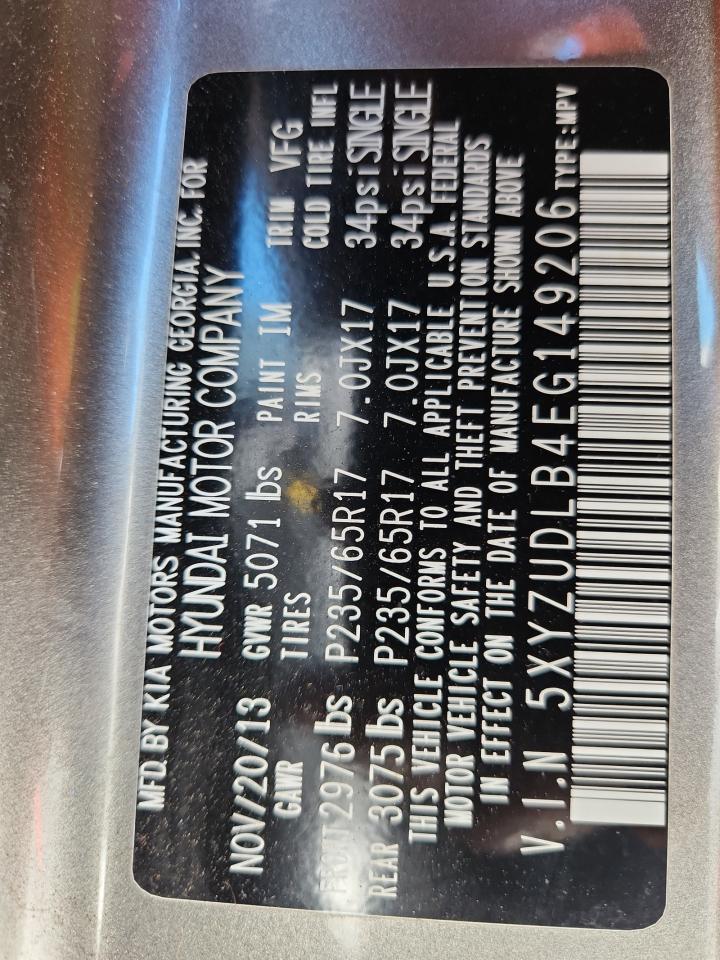 MFD. BY KIA MOTORS MANUFACTURING GEORGIA, INC. FOR
HYUNDAI MOTOR COMPANY
NOV/20/13 GVWR 5071 lbs PAINT IM TRIM VFG
GAWR TIRES RIMS COLD TIRE INFL
FRONT 2976 lbs P235/65R17 7.0JX17 34psi SINGLE
REAR 3075 lbs P235/65R17 7.0JX17 34psi SINGLE
THIS VEHICLE CONFORMS TO ALL APPLICABLE U.S.A. FEDERAL
MOTOR VEHICLE SAFETY AND THEFT PREVENTION STANDARDS
IN EFFECT ON THE DATE OF MANUFACTURE SHOWN ABOVE
V.I.N 5XYZUDLB4EG149206 TYPE:MPV